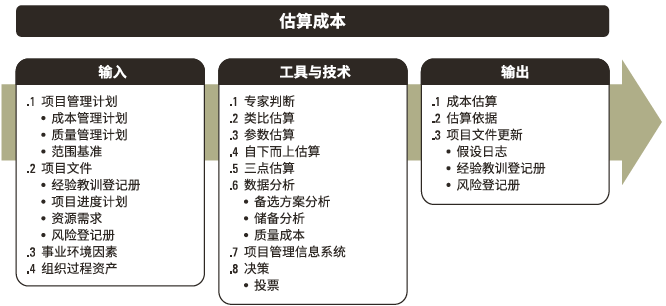 估算成本
输入
.1 项目管理计划
• 成本管理计划
• 质量管理计划
• 范围基准
.2 项目文件
• 经验教训登记册
• 项目进度计划
• 资源需求
• 风险登记册
.3 事业环境因素
.4 组织过程资产
工具与技术
.1 专家判断
.2 类比估算
.3 参数估算
.4 自下而上估算
.5 三点估算
.6 数据分析
• 备选方案分析
• 储备分析
• 质量成本
.7 项目管理信息系统
.8 决策
• 投票
输出
.1 成本估算
.2 估算依据
.3 项目文件更新
• 假设日志
• 经验教训登记册
• 风险登记册